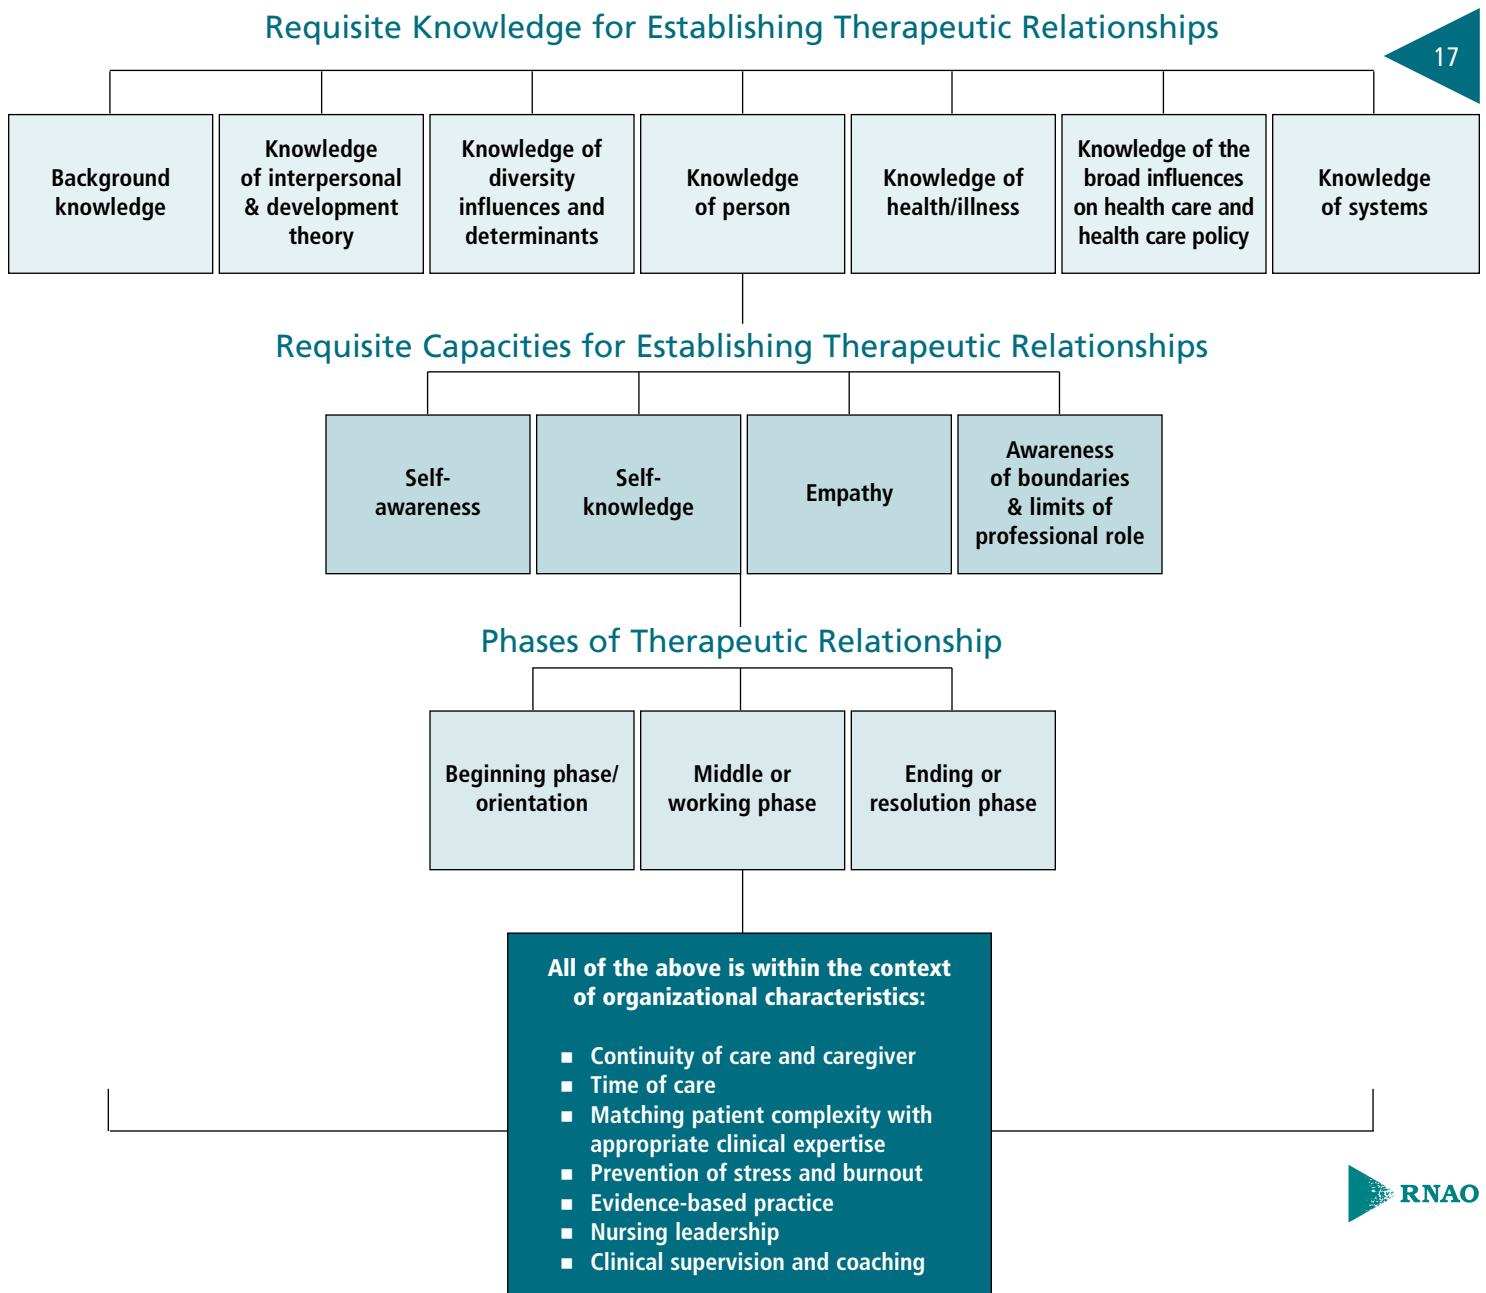 Requisite Knowledge for Establishing Therapeutic Relationships
17
Background
knowledge
Knowledge
of interpersonal
& development
theory
Knowledge of
diversity
influences and
determinants
Knowledge
of person
Knowledge of
health/illness
Knowledge of the
broad influences
on health care and
health care policy
Knowledge
of systems
Requisite Capacities for Establishing Therapeutic Relationships
Self-
awareness
Self-
knowledge
Empathy
Awareness
of boundaries
& limits of
professional role
Phases of Therapeutic Relationship
Beginning phase/
orientation
Middle or
working phase
Ending or
resolution phase
All of the above is within the context
of organizational characteristics:
■ Continuity of care and caregiver
■ Time of care
■ Matching patient complexity with
appropriate clinical expertise
■ Prevention of stress and burnout
■ Evidence-based practice
■ Nursing leadership
■ Clinical supervision and coaching
RNAO